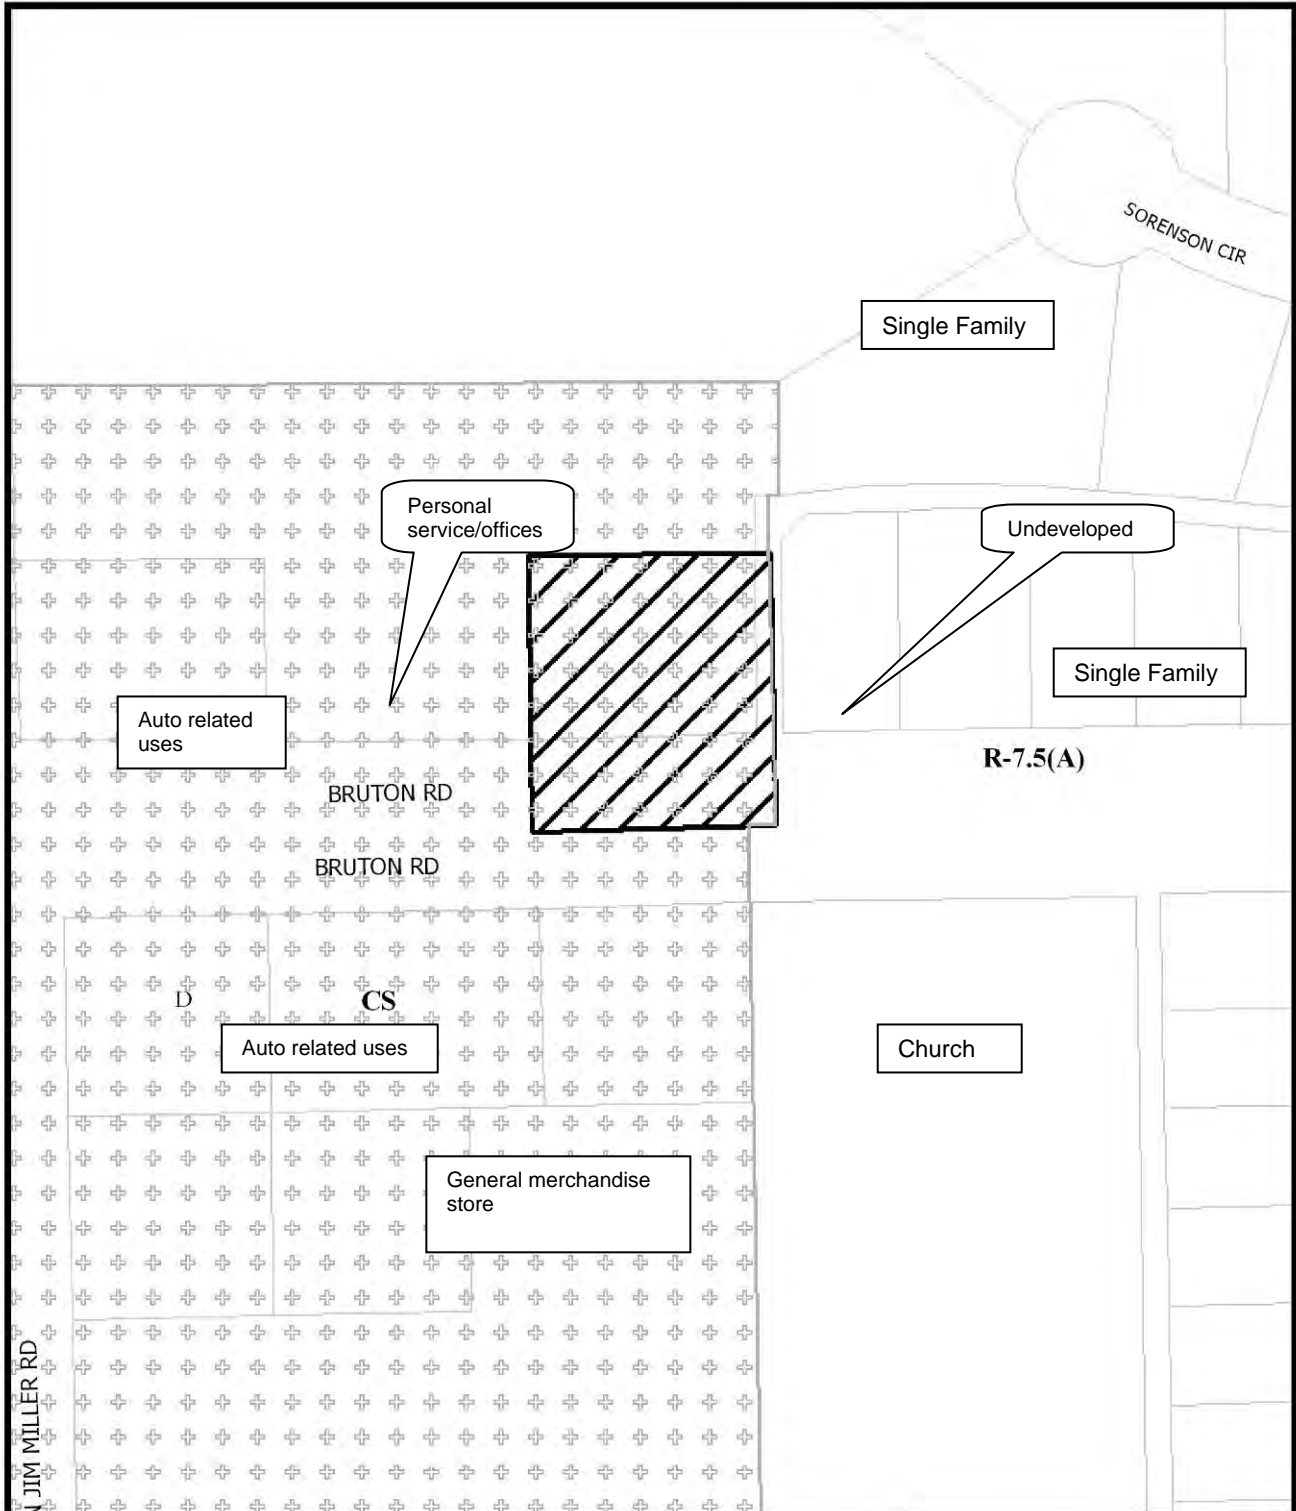 SORENSON CIR
Single Family
Personal
service/offices
Undeveloped
Single Family
Auto related
uses
R-7.5(A)
BRUTON RD
BRUTON RD
D
CS
Auto related uses
Church
General merchandise
store
N JIM MILLER RD